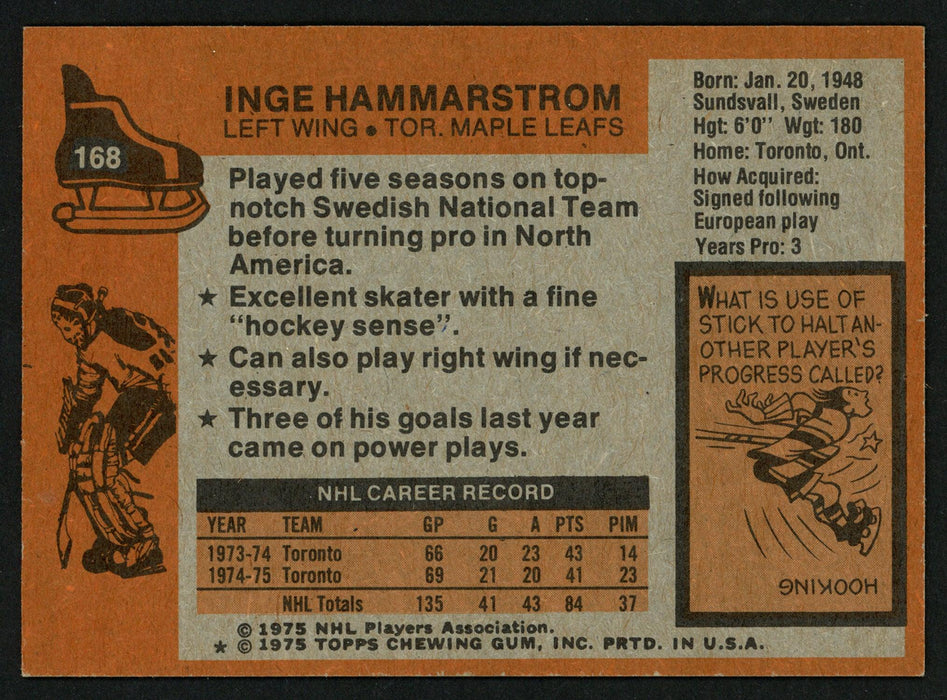 168
INGE HAMMARSTROM
LEFT WING • TOR. MAPLE LEAFS
Played five seasons on top-
notch Swedish National Team
before turning pro in North
America.
★ Excellent skater with a fine
"hockey sense".
★ Can also play right wing if nec-
essary.
★ Three of his goals last year
came on power plays.
Born: Jan. 20, 1948
Sundsvall, Sweden
Hgt: 6'0" Wgt: 180
Home: Toronto, Ont.
How Acquired:
Signed following
European play
Years Pro: 3
WHAT IS USE OF
STICK TO HALT AN-
OTHER PLAYER'S
PROGRESS CALLED?
HOOKING
NHL CAREER RECORD
YEAR TEAM GP G A PTS PIM
1973-74 Toronto 66 20 23 43 14
1974-75 Toronto 69 21 20 41 23
NHL Totals 135 41 43 84 37
© 1975 NHL Players Association.
★ © 1975 TOPPS CHEWING GUM, INC. PRTD. IN U.S.A.